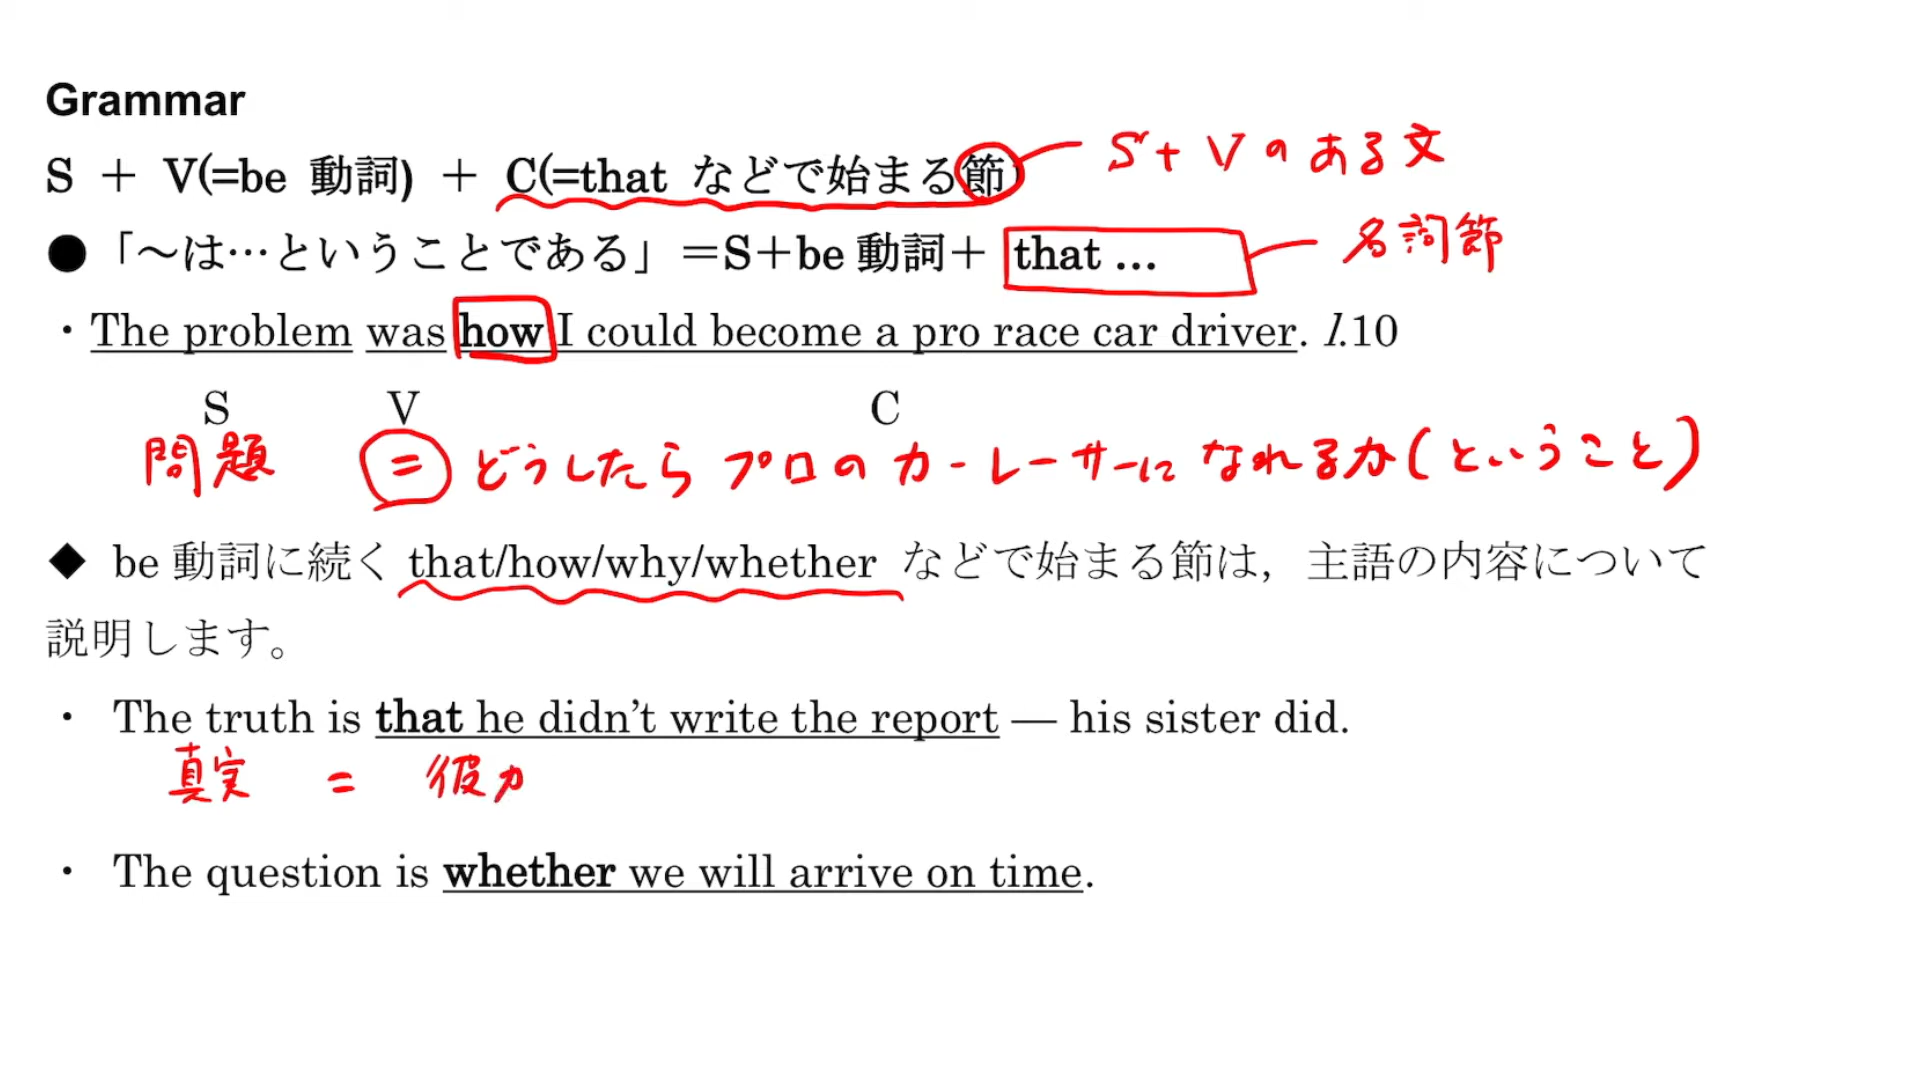 Grammar
S + V(=be 動詞) + C(=that などで始まる節) S+Vのある文
●「～は…ということである」＝S＋be 動詞＋ that … 名詞節
・The problem was how I could become a pro race car driver. l.10
S V C
問題 = どうしたらプロのカーレーサーになれるか(ということ)
◆ be 動詞に続く that/how/why/whether などで始まる節は，主語の内容について
説明します。
・ The truth is that he didn't write the report — his sister did.
真実 = 彼が
・ The question is whether we will arrive on time.